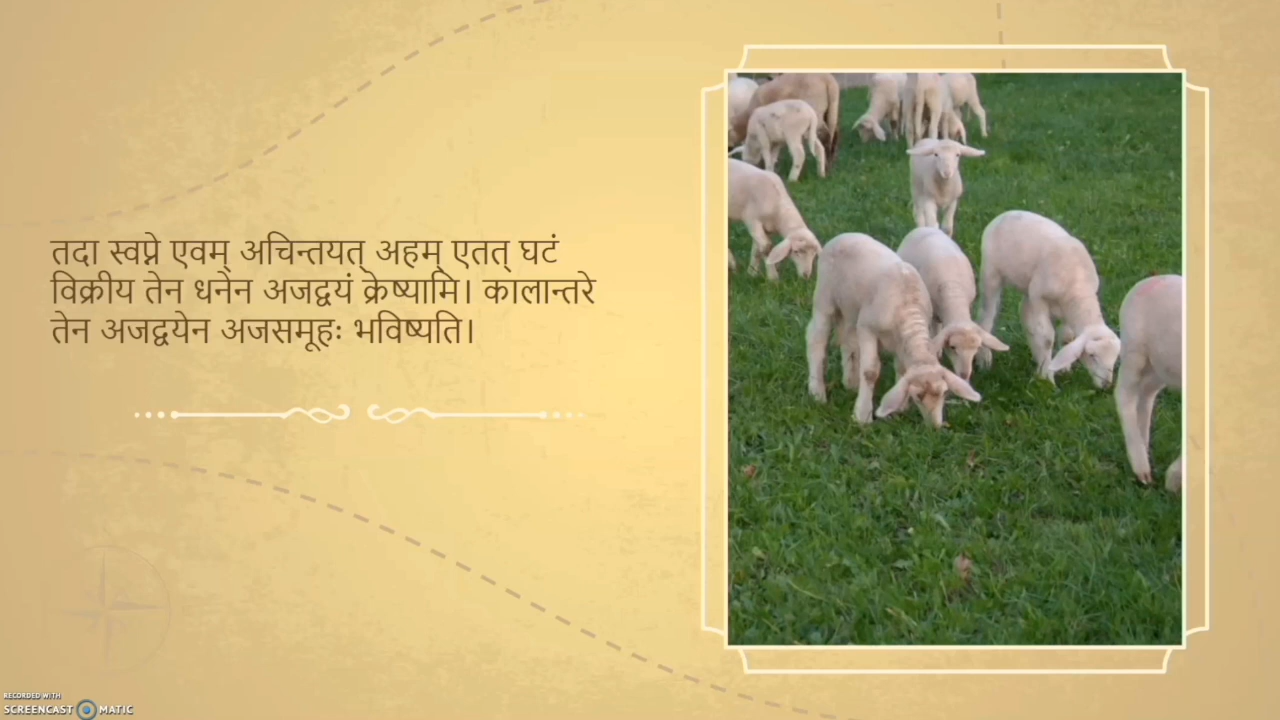 तदा स्वप्ने एवम् अचिन्तयत् अहम् एतत् घटं
विक्रीय तेन धनेन अजद्वयं क्रेष्यामि। कालान्तरे
तेन अजद्वयेन अजसमूहः भविष्यति।
RECORDED WITH
SCREENCAST MATIC